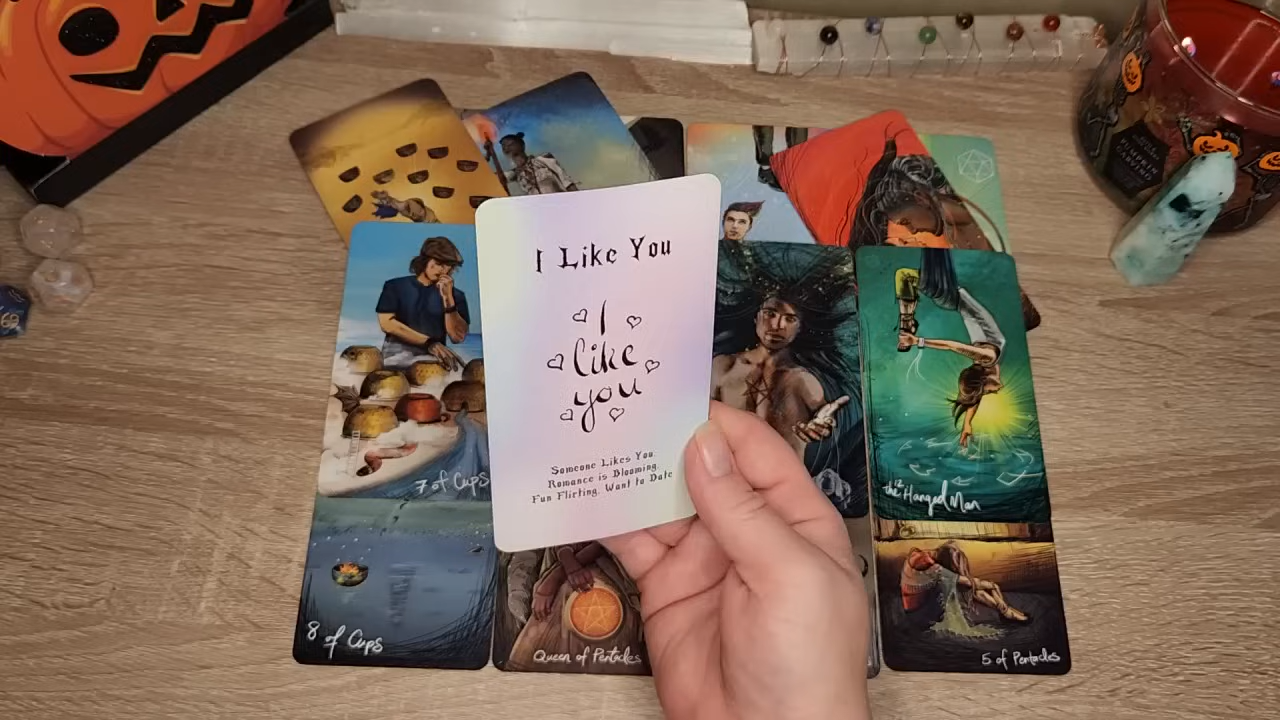 I Like You
I
like
you
Someone Likes You.
Romance is Blooming.
Fun Flirting. Want to Date
7 of Cups
12
the Hanged Man
8 of Cups
Queen of Pentacles
5 of Pentacles